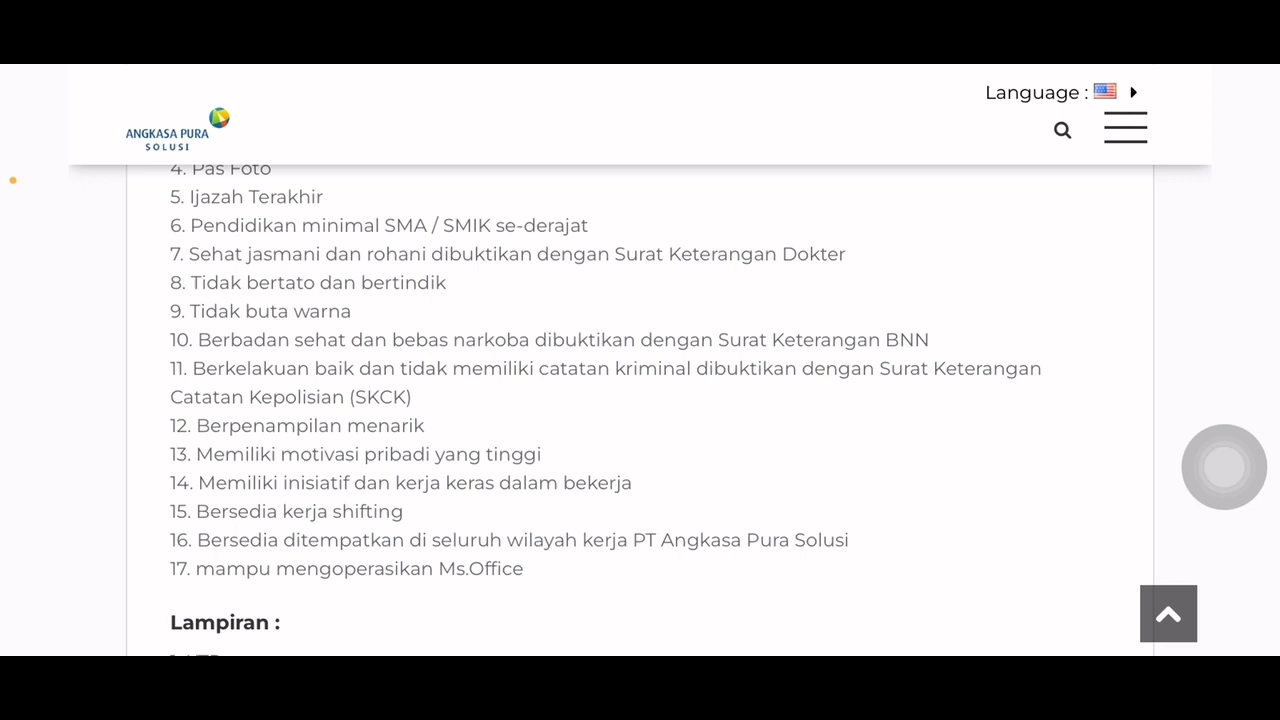 Language :
ANGKASA PURA
SOLUSI
4. Pas Foto
5. Ijazah Terakhir
6. Pendidikan minimal SMA / SMIK se-derajat
7. Sehat jasmani dan rohani dibuktikan dengan Surat Keterangan Dokter
8. Tidak bertato dan bertindik
9. Tidak buta warna
10. Berbadan sehat dan bebas narkoba dibuktikan dengan Surat Keterangan BNN
11. Berkelakuan baik dan tidak memiliki catatan kriminal dibuktikan dengan Surat Keterangan
Catatan Kepolisian (SKCK)
12. Berpenampilan menarik
13. Memiliki motivasi pribadi yang tinggi
14. Memiliki inisiatif dan kerja keras dalam bekerja
15. Bersedia kerja shifting
16. Bersedia ditempatkan di seluruh wilayah kerja PT Angkasa Pura Solusi
17. mampu mengoperasikan Ms.Office
Lampiran :